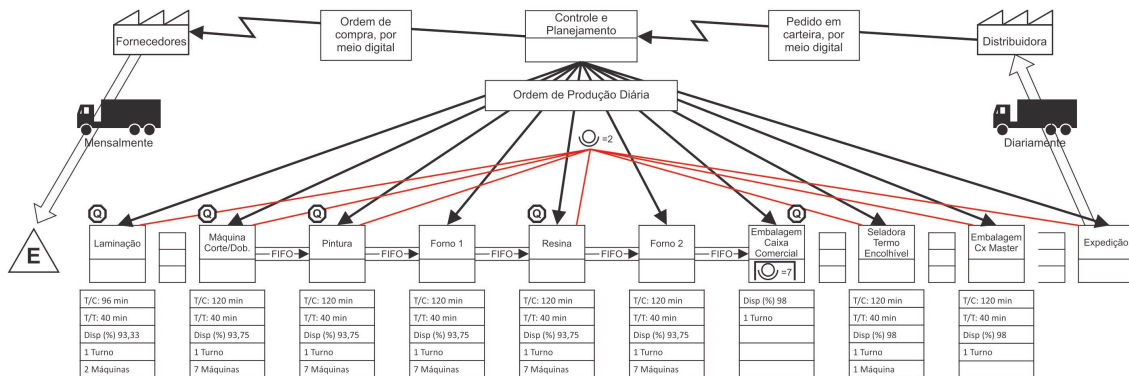 Fornecedores
Ordem de
compra, por
meio digital
Controle e
Planejamento
Pedido em
carteira, por
meio digital
Distribuidora
Ordem de Produção Diária
Mensalmente
=2
Diariamente
E
Q
Laminação
Q
Máquina
Corte/Dob.
FIFO
Q
Pintura
FIFO
Forno 1
FIFO
Q
Resina
FIFO
Forno 2
FIFO
Q
Embalagem
Caixa
Comercial
=7
Seladora
Termo
Encolhível
Embalagem
Cx Master
Expedição
T/C: 96 min
T/T: 40 min
Disp (%) 93,33
1 Turno
2 Máquinas
T/C: 120 min
T/T: 40 min
Disp (%) 93,75
1 Turno
7 Máquinas
T/C: 120 min
T/T: 40 min
Disp (%) 93,75
1 Turno
7 Máquinas
T/C: 120 min
T/T: 40 min
Disp (%) 93,75
1 Turno
7 Máquinas
T/C: 120 min
T/T: 40 min
Disp (%) 93,75
1 Turno
7 Máquinas
T/C: 120 min
T/T: 40 min
Disp (%) 93,75
1 Turno
7 Máquinas
Disp (%) 98
1 Turno
T/C: 120 min
T/T: 40 min
Disp (%) 98
1 Turno
1 Máquina
T/C: 120 min
T/T: 40 min
Disp (%) 98
1 Turno